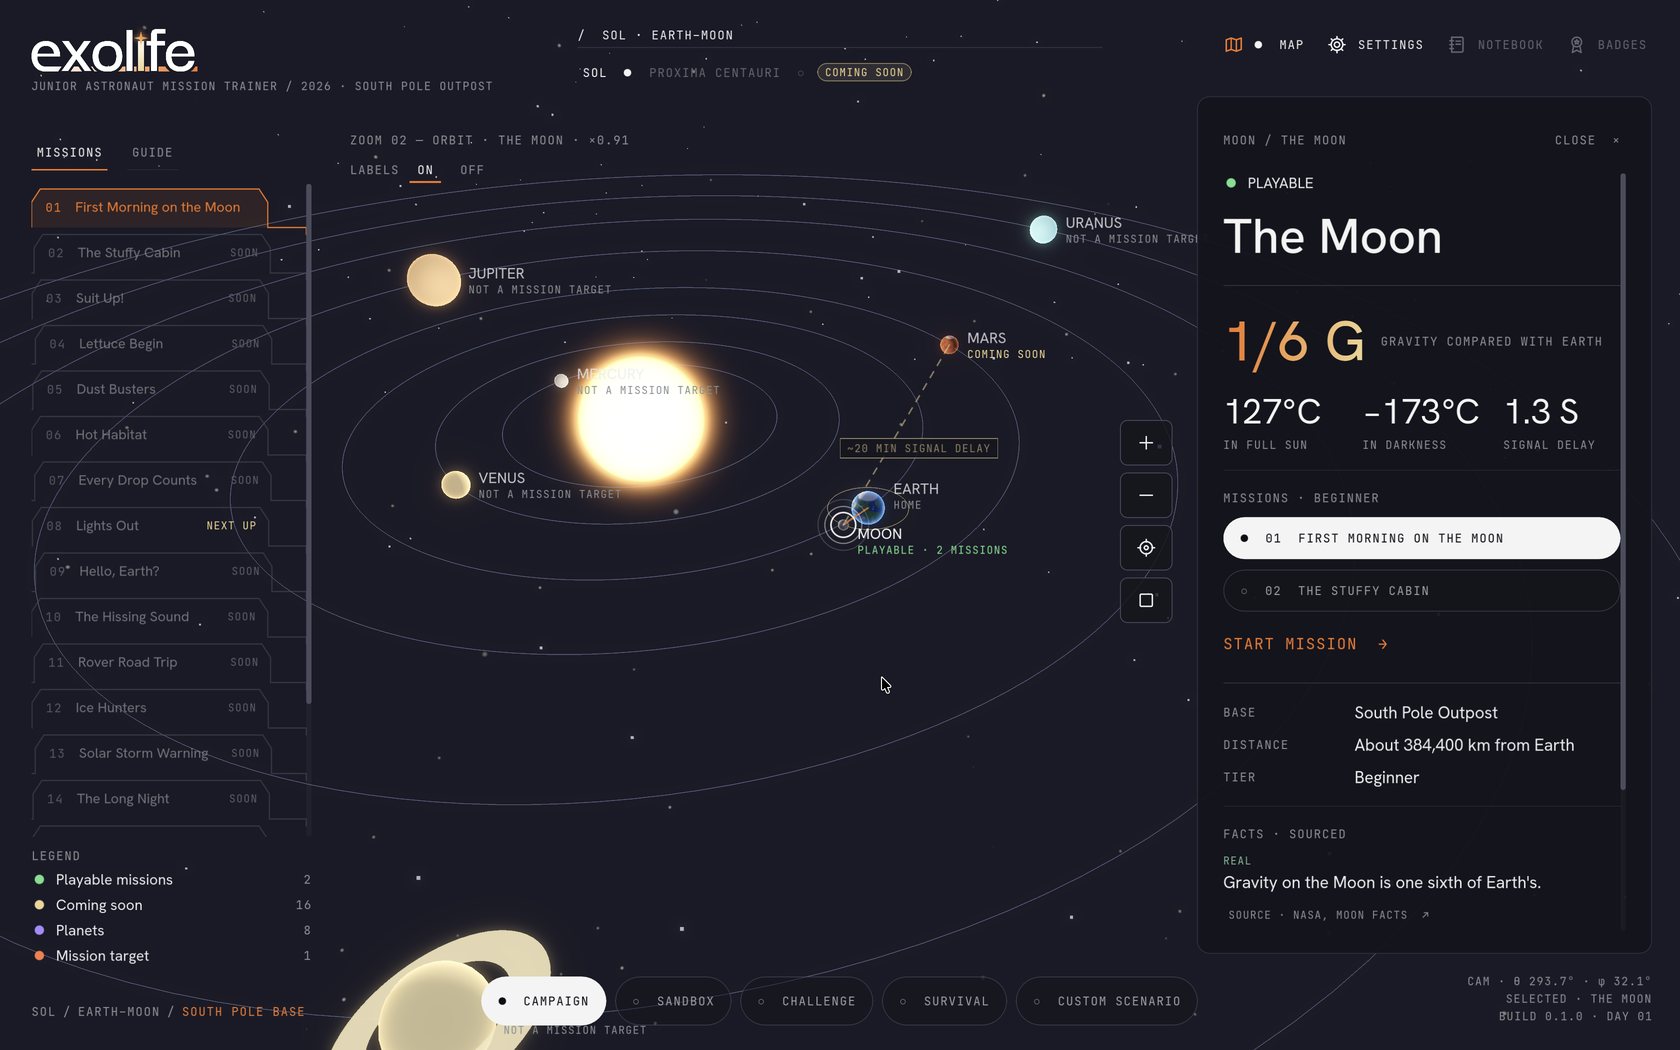 exolife
JUNIOR ASTRONAUT MISSION TRAINER / 2026 · SOUTH POLE OUTPOST
/ SOL · EARTH–MOON
SOL PROXIMA CENTAURI COMING SOON
MAP SETTINGS NOTEBOOK BADGES
MISSIONS GUIDE
01 First Morning on the Moon
02 The Stuffy Cabin SOON
03 Suit Up! SOON
04 Lettuce Begin SOON
05 Dust Busters SOON
06 Hot Habitat SOON
07 Every Drop Counts SOON
08 Lights Out NEXT UP
09 Hello, Earth? SOON
10 The Hissing Sound SOON
11 Rover Road Trip SOON
12 Ice Hunters SOON
13 Solar Storm Warning SOON
14 The Long Night SOON
LEGEND
Playable missions 2
Coming soon 16
Planets 8
Mission target 1
SOL / EARTH–MOON / SOUTH POLE BASE
ZOOM 02 — ORBIT · THE MOON · ×0.91
LABELS ON OFF
URANUS
NOT A MISSION TARG
JUPITER
NOT A MISSION TARGET
MARS
COMING SOON
MERCURY
NOT A MISSION TARGET
~20 MIN SIGNAL DELAY
VENUS
NOT A MISSION TARGET
EARTH
HOME
MOON
PLAYABLE · 2 MISSIONS
CAMPAIGN SANDBOX CHALLENGE SURVIVAL CUSTOM SCENARIO
NOT A MISSION TARGET
MOON / THE MOON CLOSE ×
PLAYABLE
The Moon
1/6 G GRAVITY COMPARED WITH EARTH
127°C −173°C 1.3 S
IN FULL SUN IN DARKNESS SIGNAL DELAY
MISSIONS · BEGINNER
01 FIRST MORNING ON THE MOON
02 THE STUFFY CABIN
START MISSION →
BASE South Pole Outpost
DISTANCE About 384,400 km from Earth
TIER Beginner
FACTS · SOURCED
REAL
Gravity on the Moon is one sixth of Earth's.
SOURCE · NASA, MOON FACTS ↗
CAM · θ 293.7° · φ 32.1°
SELECTED · THE MOON
BUILD 0.1.0 · DAY 01